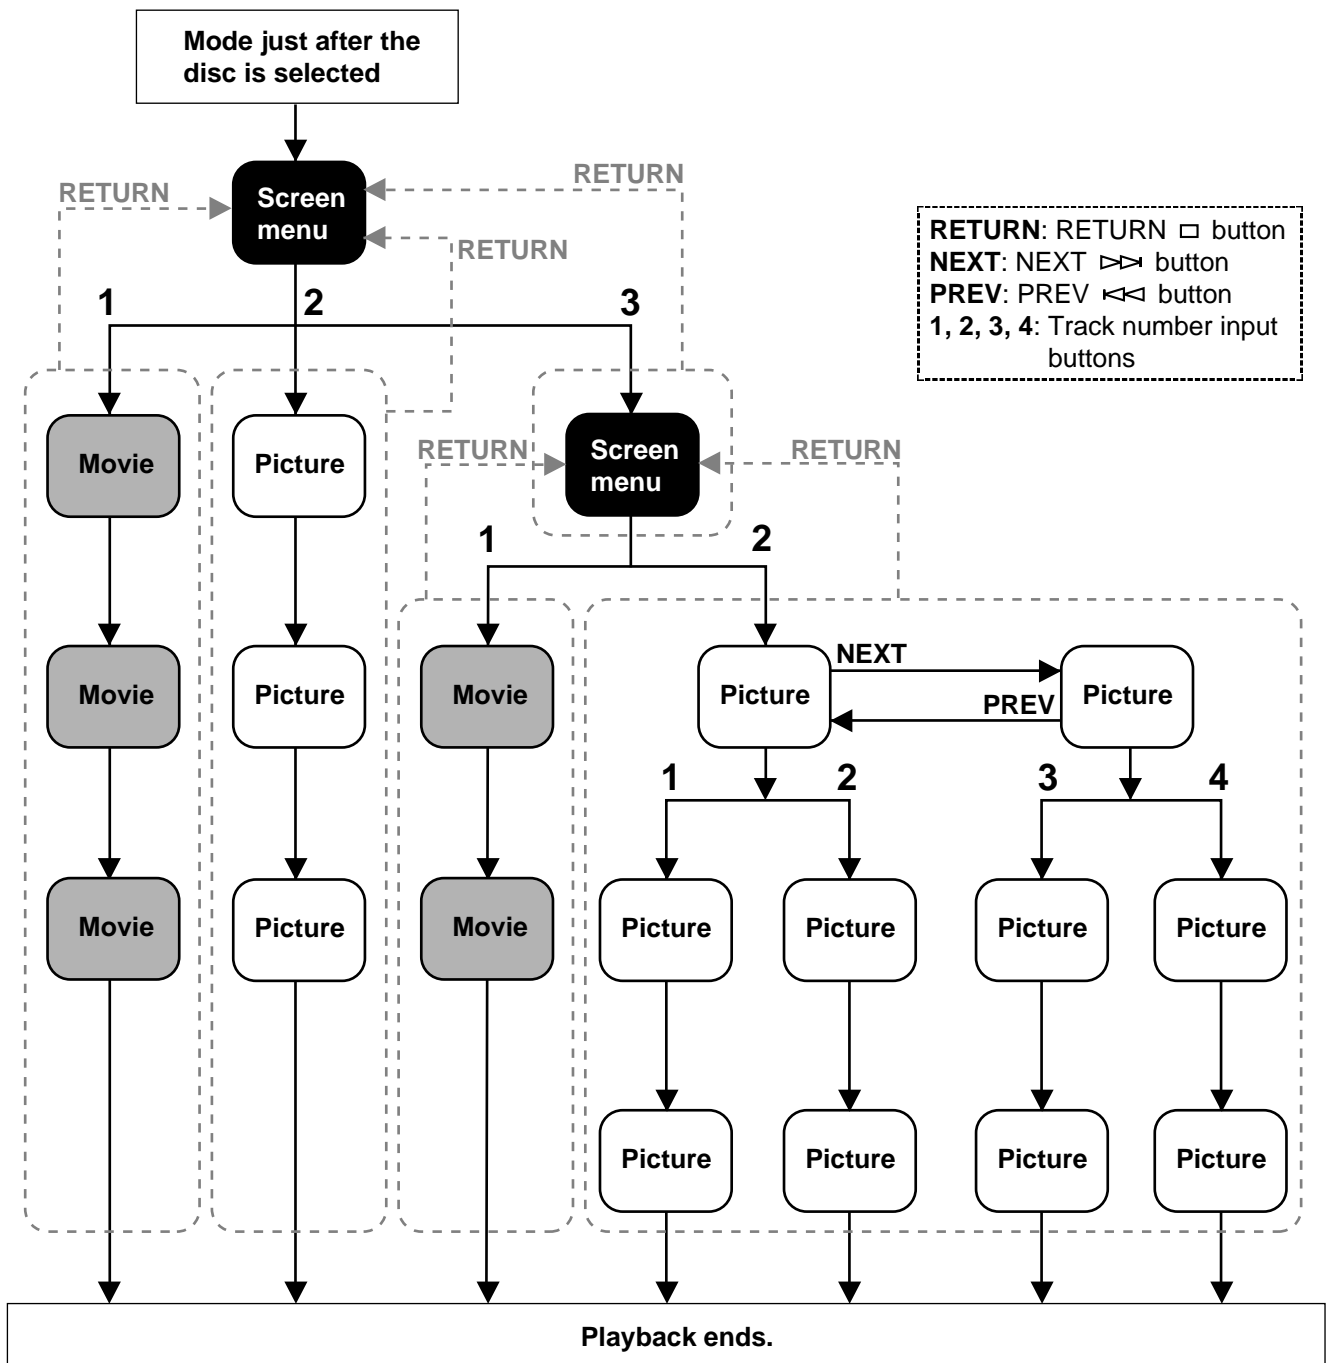 Mode just after the
disc is selected
RETURN
RETURN
Screen
menu
RETURN
RETURN: RETURN □ button
NEXT: NEXT ▷▷I button
PREV: PREV I◁◁ button
1, 2, 3, 4: Track number input
buttons
1
2
3
Movie
Picture
RETURN
Screen
menu
RETURN
1
2
Movie
Picture
Movie
Picture
NEXT
PREV
Picture
1
2
3
4
Movie
Picture
Movie
Picture
Picture
Picture
Picture
Picture
Picture
Picture
Picture
Playback ends.